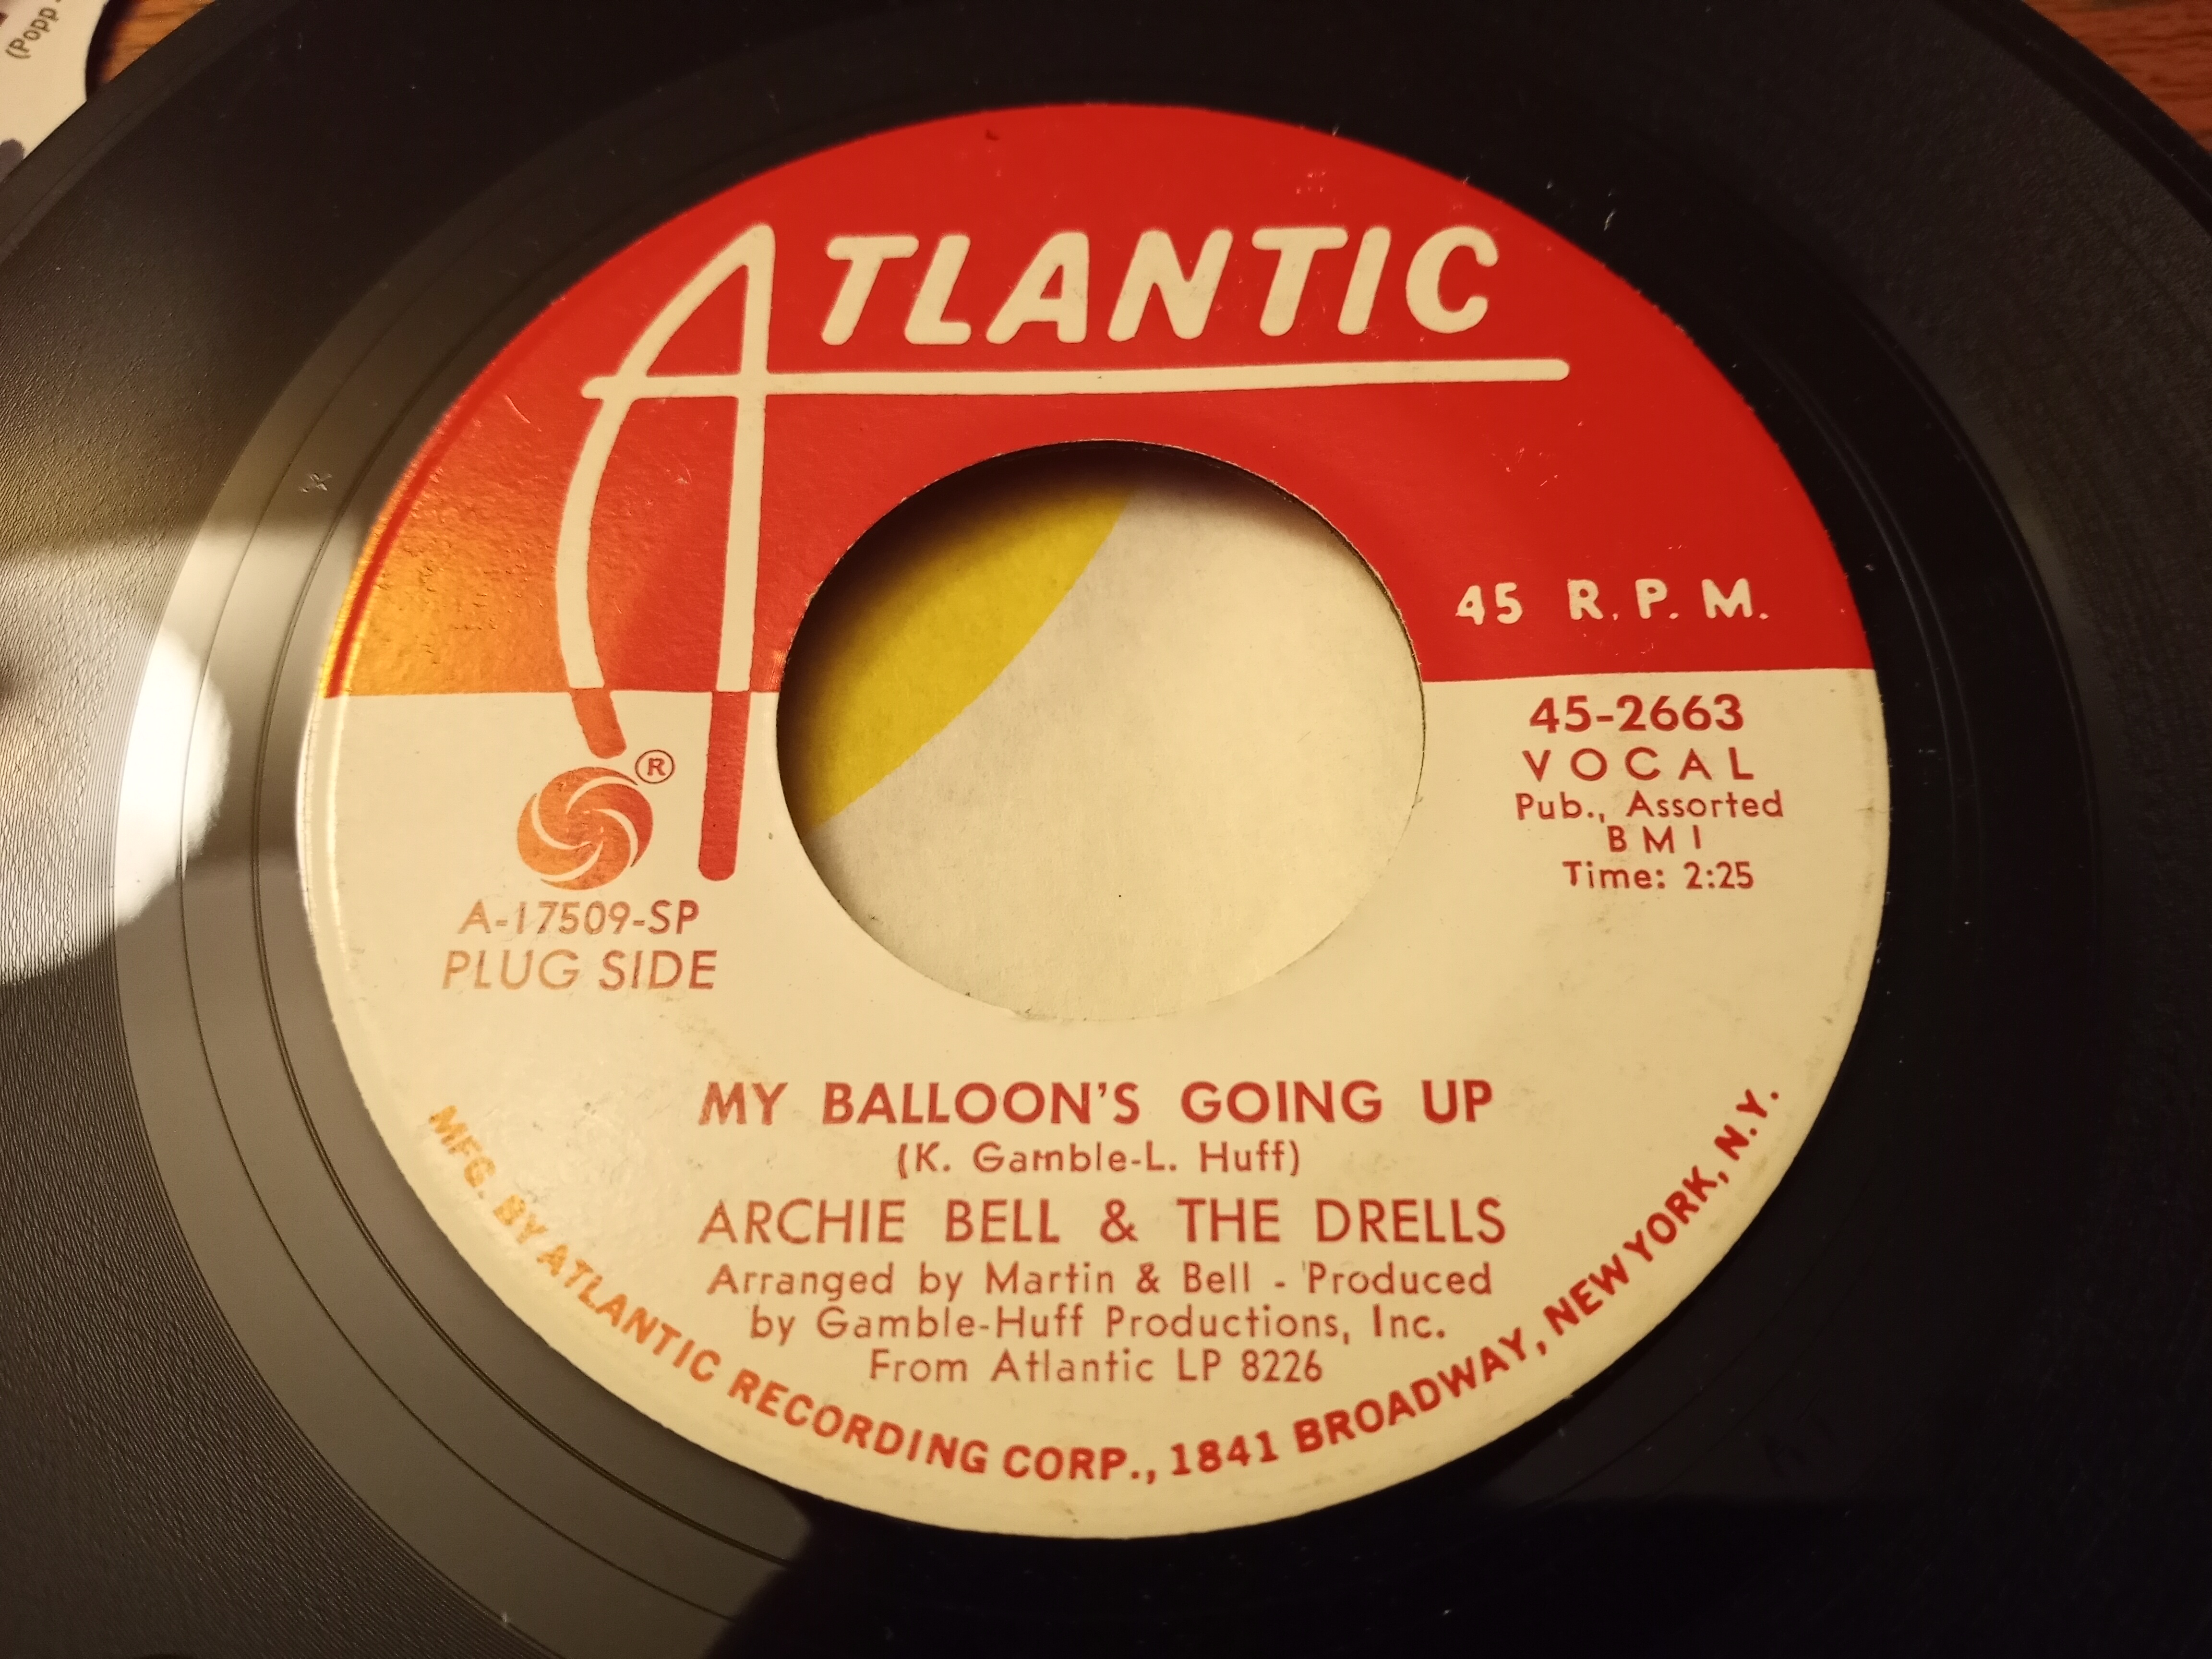 (Popp
ATLANTIC
45 R.P.M.
45-2663
VOCAL
Pub., Assorted
BMI
Time: 2:25
®
A-17509-SP
PLUG SIDE
MY BALLOON'S GOING UP
(K. Gamble-L. Huff)
ARCHIE BELL & THE DRELLS
Arranged by Martin & Bell - Produced
by Gamble-Huff Productions, Inc.
From Atlantic LP 8226
MFG. BY ATLANTIC RECORDING CORP., 1841 BROADWAY, NEW YORK, N.Y.